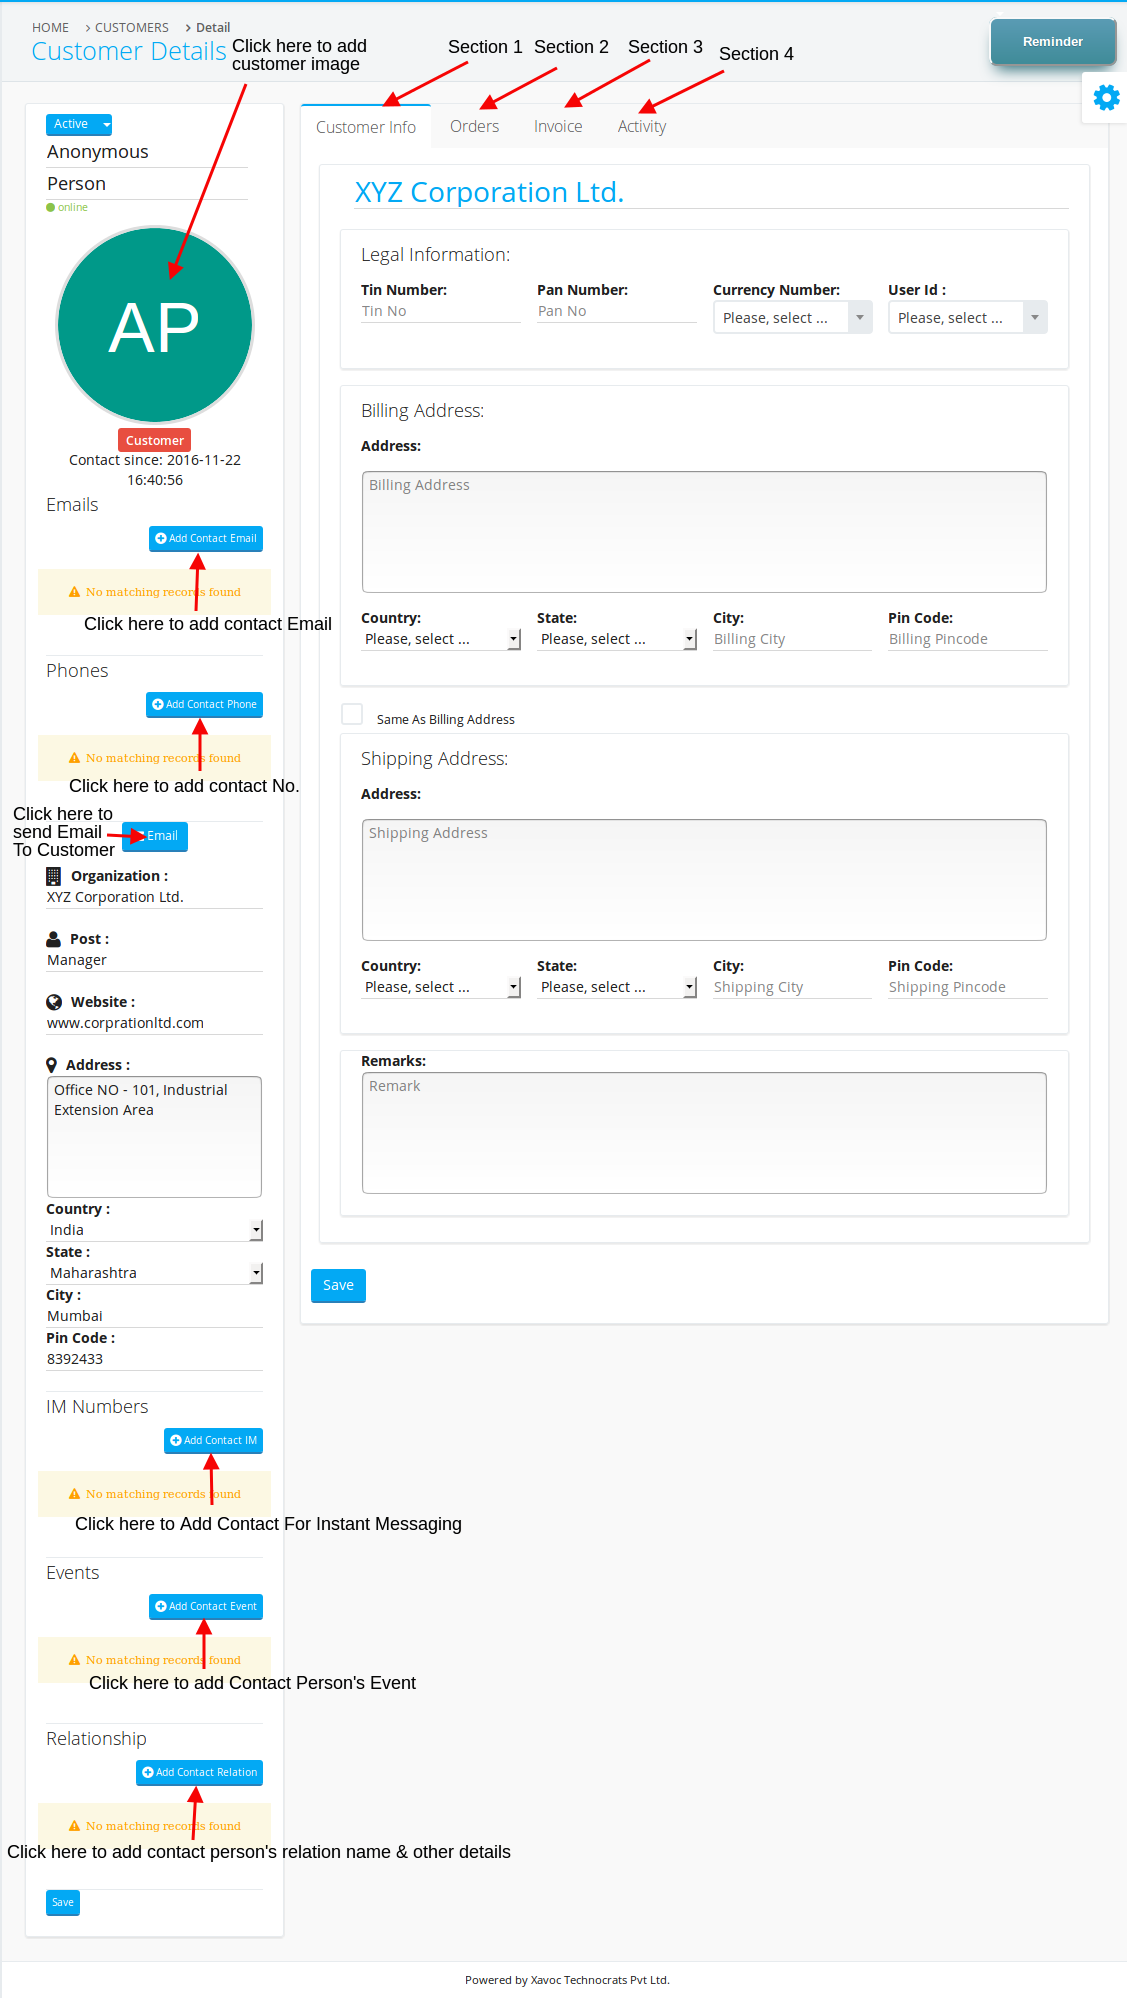 HOME > CUSTOMERS > Detail
Customer Details
Click here to add
customer image
Section 1
Section 2
Section 3
Section 4
Reminder
Active
Anonymous
Person
online
AP
Customer
Contact since: 2016-11-22
16:40:56
Emails
Add Contact Email
No matching records found
Click here to add contact Email
Phones
Add Contact Phone
No matching records found
Click here to add contact No.
Click here to
send Email
To Customer
Email
Organization :
XYZ Corporation Ltd.
Post :
Manager
Website :
www.corprationltd.com
Address :
Office NO - 101, Industrial
Extension Area
Country :
India
State :
Maharashtra
City :
Mumbai
Pin Code :
8392433
IM Numbers
Add Contact IM
No matching records found
Click here to Add Contact For Instant Messaging
Events
Add Contact Event
No matching records found
Click here to add Contact Person's Event
Relationship
Add Contact Relation
No matching records found
Click here to add contact person's relation name & other details
Save
Customer Info
Orders
Invoice
Activity
XYZ Corporation Ltd.
Legal Information:
Tin Number: Pan Number: Currency Number: User Id :
Tin No Pan No Please, select ... Please, select ...
Billing Address:
Address:
Billing Address
Country: State: City: Pin Code:
Please, select ... Please, select ... Billing City Billing Pincode
Same As Billing Address
Shipping Address:
Address:
Shipping Address
Country: State: City: Pin Code:
Please, select ... Please, select ... Shipping City Shipping Pincode
Remarks:
Remark
Save
Powered by Xavoc Technocrats Pvt Ltd.